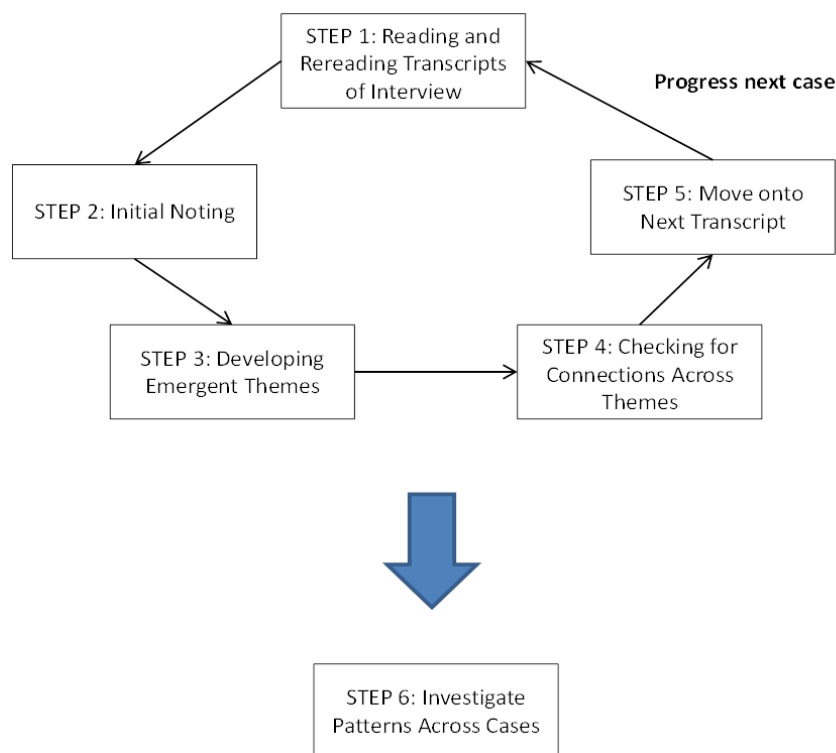 STEP 1: Reading and
Rereading Transcripts
of Interview
Progress next case
STEP 2: Initial Noting
STEP 5: Move onto
Next Transcript
STEP 3: Developing
Emergent Themes
STEP 4: Checking for
Connections Across
Themes
STEP 6: Investigate
Patterns Across Cases